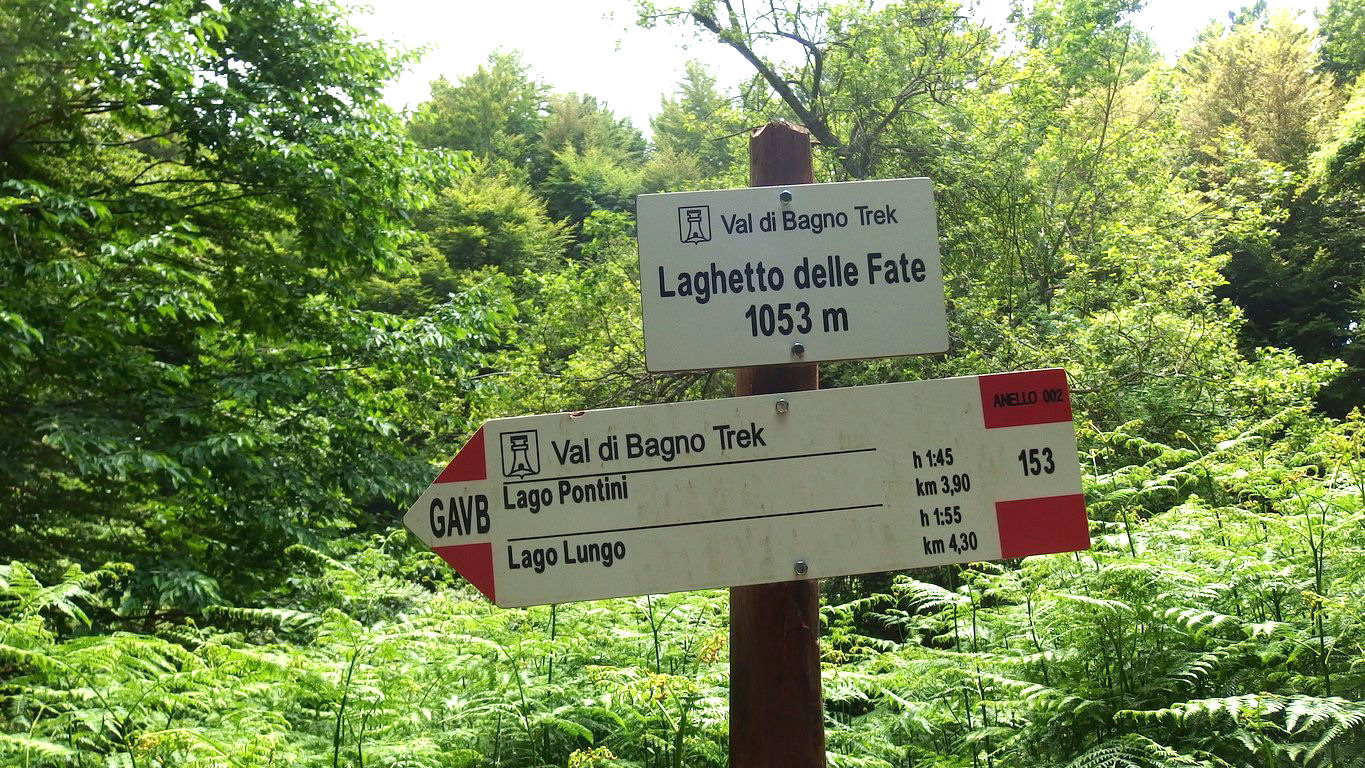 Val di Bagno Trek
Laghetto delle Fate
1053 m
ANELLO 002
Val di Bagno Trek
GAVB
Lago Pontini
h 1:45
km 3,90
153
Lago Lungo
h 1:55
km 4,30